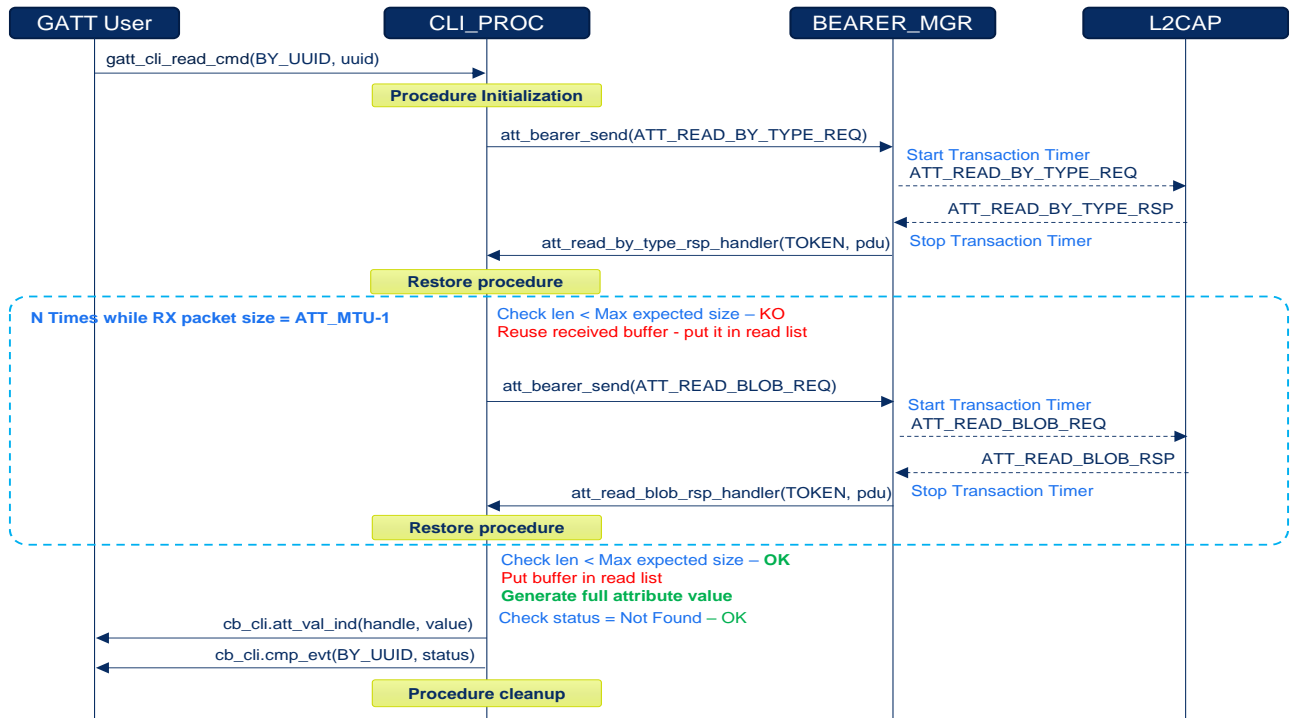 GATT User
CLI_PROC
BEARER_MGR
L2CAP
gatt_cli_read_cmd(BY_UUID, uuid)
Procedure Initialization
att_bearer_send(ATT_READ_BY_TYPE_REQ)
Start Transaction Timer
ATT_READ_BY_TYPE_REQ
ATT_READ_BY_TYPE_RSP
att_read_by_type_rsp_handler(TOKEN, pdu)
Stop Transaction Timer
Restore procedure
N Times while RX packet size = ATT_MTU-1
Check len < Max expected size – KO
Reuse received buffer - put it in read list
att_bearer_send(ATT_READ_BLOB_REQ)
Start Transaction Timer
ATT_READ_BLOB_REQ
ATT_READ_BLOB_RSP
att_read_blob_rsp_handler(TOKEN, pdu)
Stop Transaction Timer
Restore procedure
Check len < Max expected size – OK
Put buffer in read list
Generate full attribute value
Check status = Not Found – OK
cb_cli.att_val_ind(handle, value)
cb_cli.cmp_evt(BY_UUID, status)
Procedure cleanup